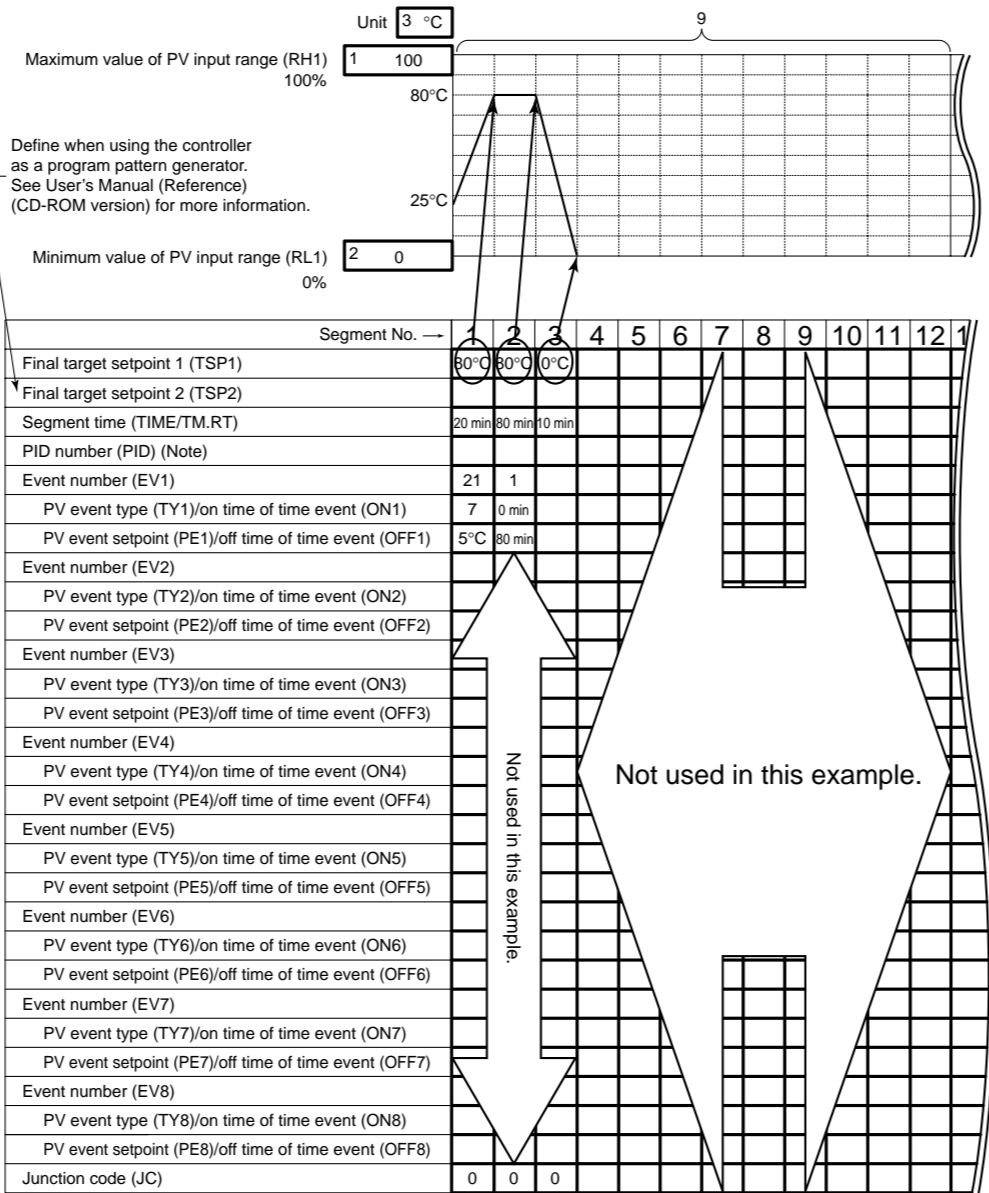 Unit 3 °C
9
Maximum value of PV input range (RH1) 1 100
100%
80°C
Define when using the controller
as a program pattern generator.
See User's Manual (Reference)
(CD-ROM version) for more information.
25°C
Minimum value of PV input range (RL1) 2 0
0%
Segment No. → 1 2 3 4 5 6 7 8 9 10 11 12 1
Final target setpoint 1 (TSP1) 80°C 80°C 0°C
Final target setpoint 2 (TSP2)
Segment time (TIME/TM.RT) 20 min 80 min 10 min
PID number (PID) (Note)
Event number (EV1) 21 1
PV event type (TY1)/on time of time event (ON1) 7 0 min
PV event setpoint (PE1)/off time of time event (OFF1) 5°C 80 min
Event number (EV2)
PV event type (TY2)/on time of time event (ON2)
PV event setpoint (PE2)/off time of time event (OFF2)
Event number (EV3)
PV event type (TY3)/on time of time event (ON3)
PV event setpoint (PE3)/off time of time event (OFF3)
Event number (EV4)
PV event type (TY4)/on time of time event (ON4)
PV event setpoint (PE4)/off time of time event (OFF4)
Event number (EV5)
PV event type (TY5)/on time of time event (ON5)
PV event setpoint (PE5)/off time of time event (OFF5)
Event number (EV6)
PV event type (TY6)/on time of time event (ON6)
PV event setpoint (PE6)/off time of time event (OFF6)
Event number (EV7)
PV event type (TY7)/on time of time event (ON7)
PV event setpoint (PE7)/off time of time event (OFF7)
Event number (EV8)
PV event type (TY8)/on time of time event (ON8)
PV event setpoint (PE8)/off time of time event (OFF8)
Junction code (JC) 0 0 0
Not used in this example.
Not used in this example.